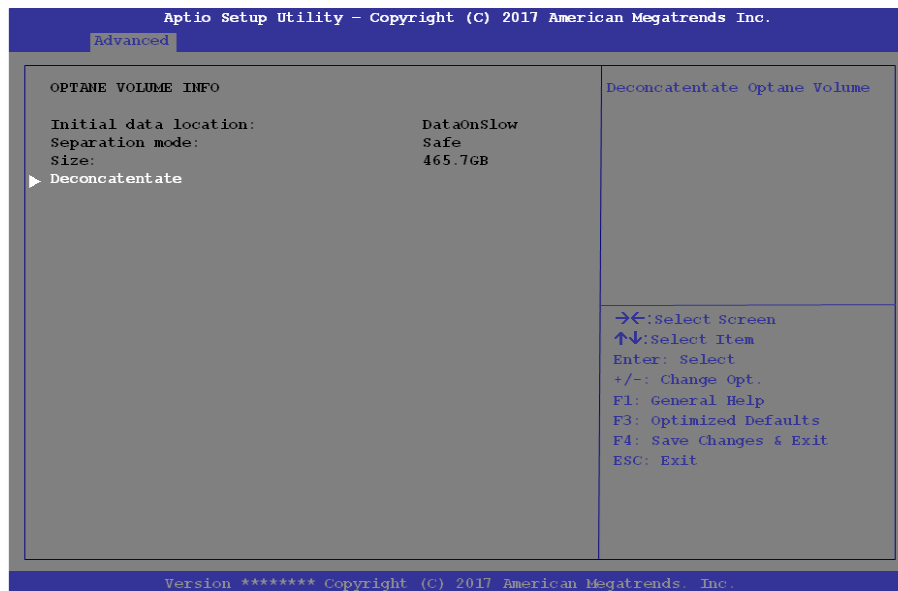 Aptio Setup Utility – Copyright (C) 2017 American Megatrends Inc.
Advanced
OPTANE VOLUME INFO
Initial data location: DataOnSlow
Separation mode: Safe
Size: 465.7GB
Deconcatentate
Deconcatentate Optane Volume
→←:Select Screen
↑↓:Select Item
Enter: Select
+/-: Change Opt.
F1: General Help
F3: Optimized Defaults
F4: Save Changes & Exit
ESC: Exit
Version ******** Copyright (C) 2017 American Megatrends. Inc.